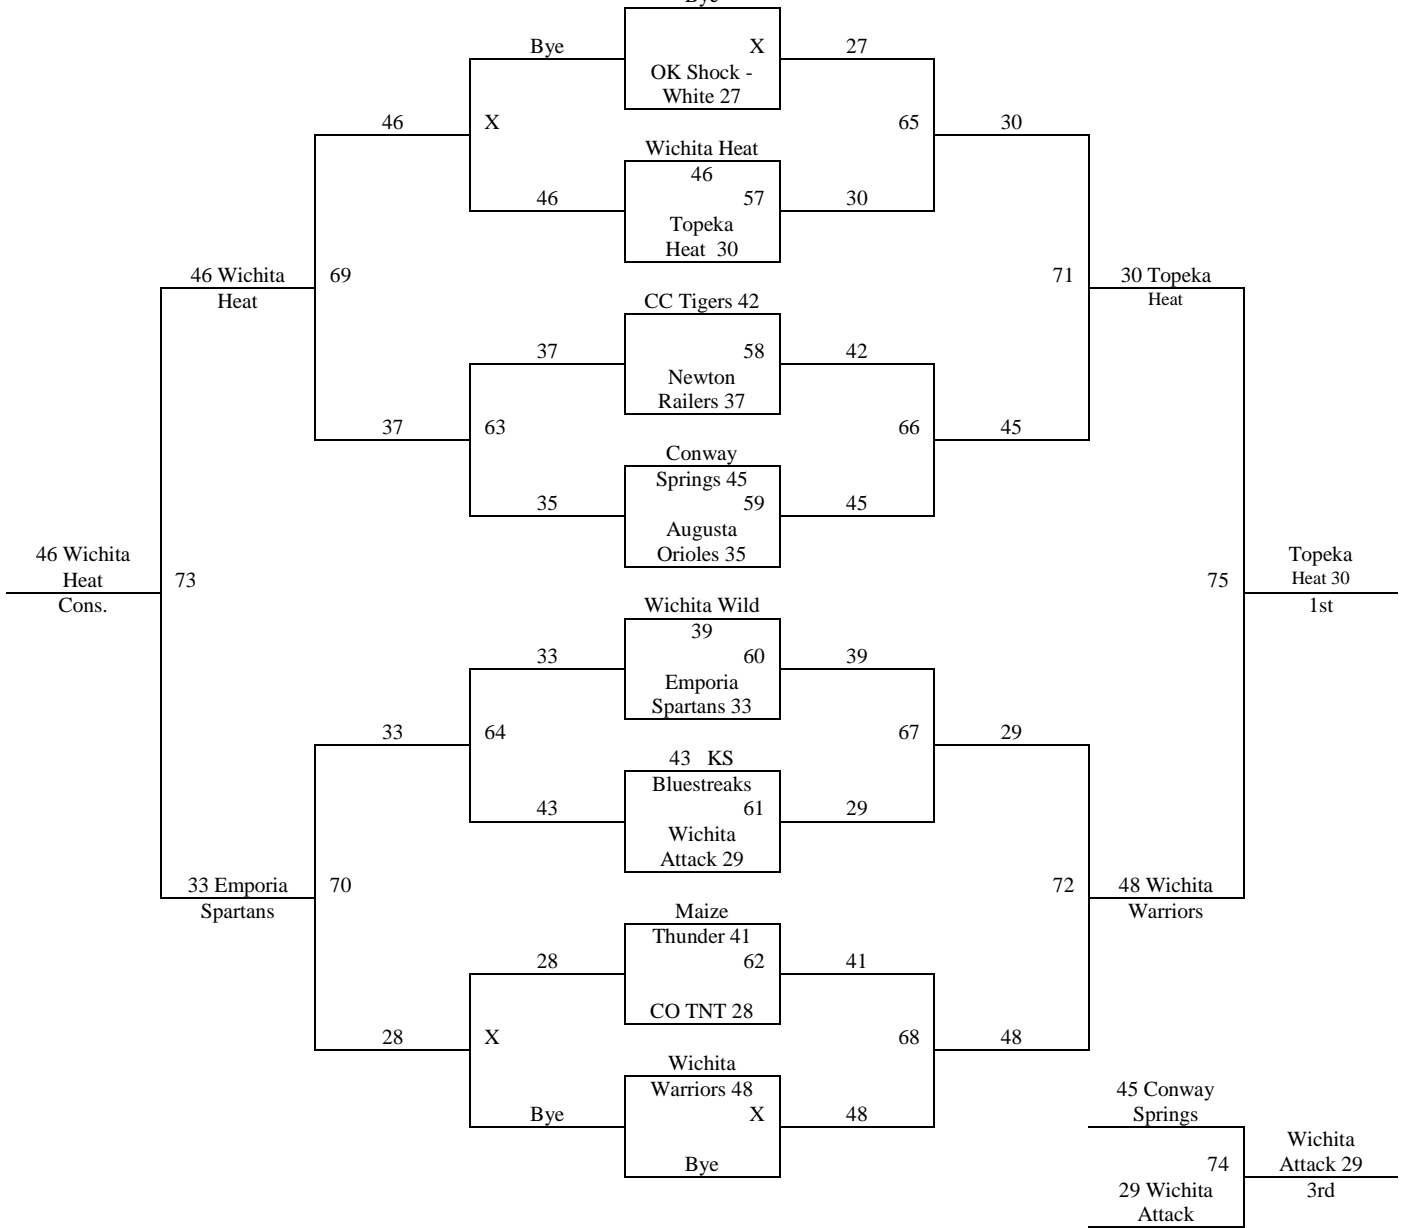 Bye
Bye
X
27
OK Shock -
White 27
46
X
65
30
Wichita Heat
46
46
57
30
Topeka
Heat 30
46 Wichita
Heat
69
71
30 Topeka
Heat
CC Tigers 42
37
58
42
Newton
Railers 37
37
63
66
45
Conway
Springs 45
35
59
45
Augusta
Orioles 35
46 Wichita
Heat
Cons.
73
75
Topeka
Heat 30
1st
Wichita Wild
39
33
60
39
Emporia
Spartans 33
33
64
67
29
43 KS
Bluestreaks
43
61
29
Wichita
Attack 29
33 Emporia
Spartans
70
72
48 Wichita
Warriors
Maize
Thunder 41
28
62
41
CO TNT 28
28
X
68
48
Wichita
Warriors 48
Bye
X
48
Bye
45 Conway
Springs
74
29 Wichita
Attack
Wichita
Attack 29
3rd